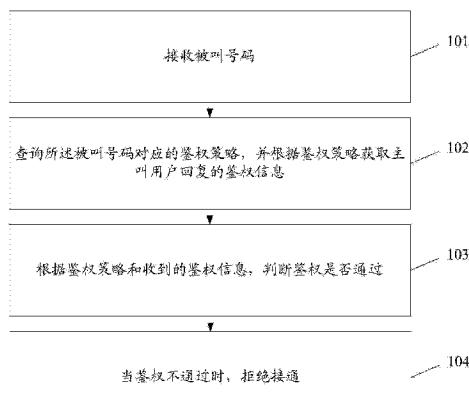 接收被叫号码
101
查询所述被叫号码对应的鉴权策略，并根据鉴权策略获取主
叫用户回复的鉴权信息
102
根据鉴权策略和收到的鉴权信息，判断鉴权是否通过
103
当鉴权不通过时，拒绝接通
104